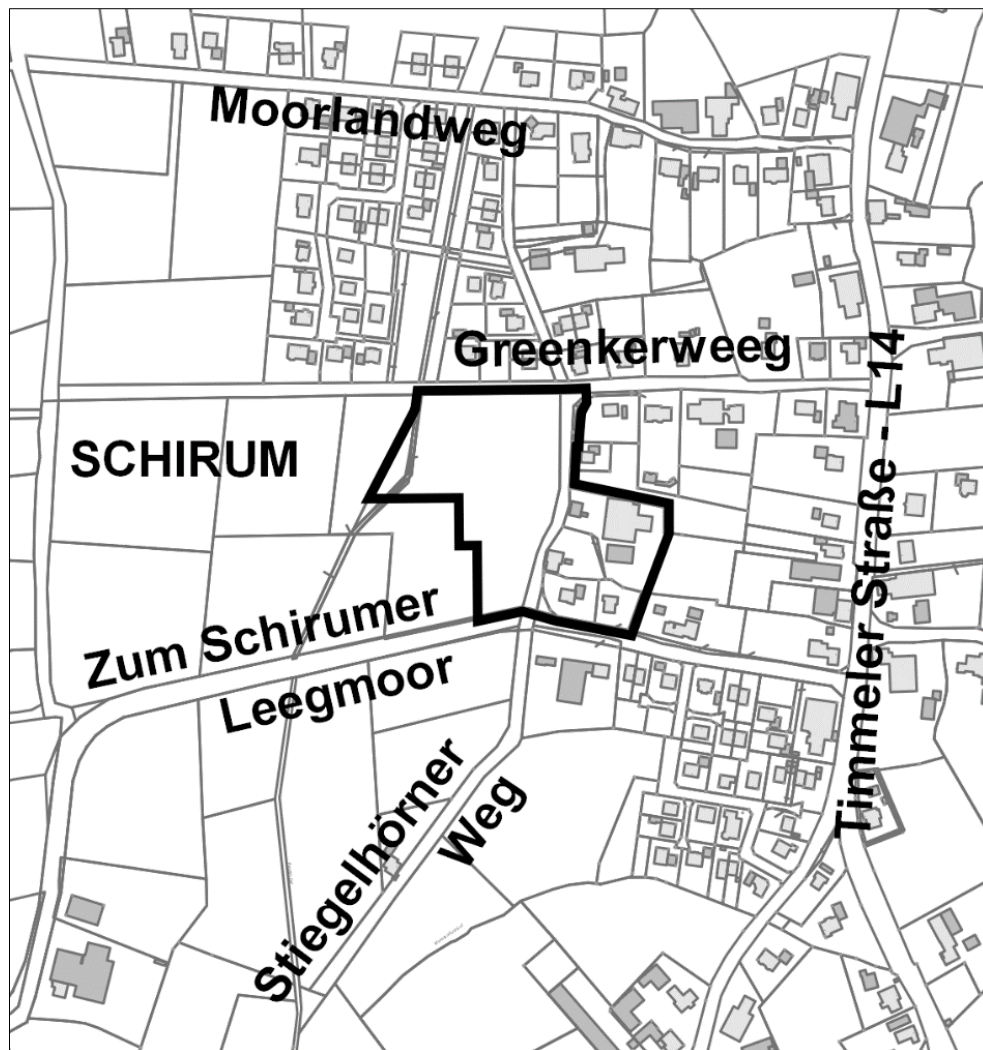 Moorlandweg
Greenkerweeg
SCHIRUM
Timmeler Straße - L14
Zum Schirumer
Leegmoor
Stiegelhörner
Weg